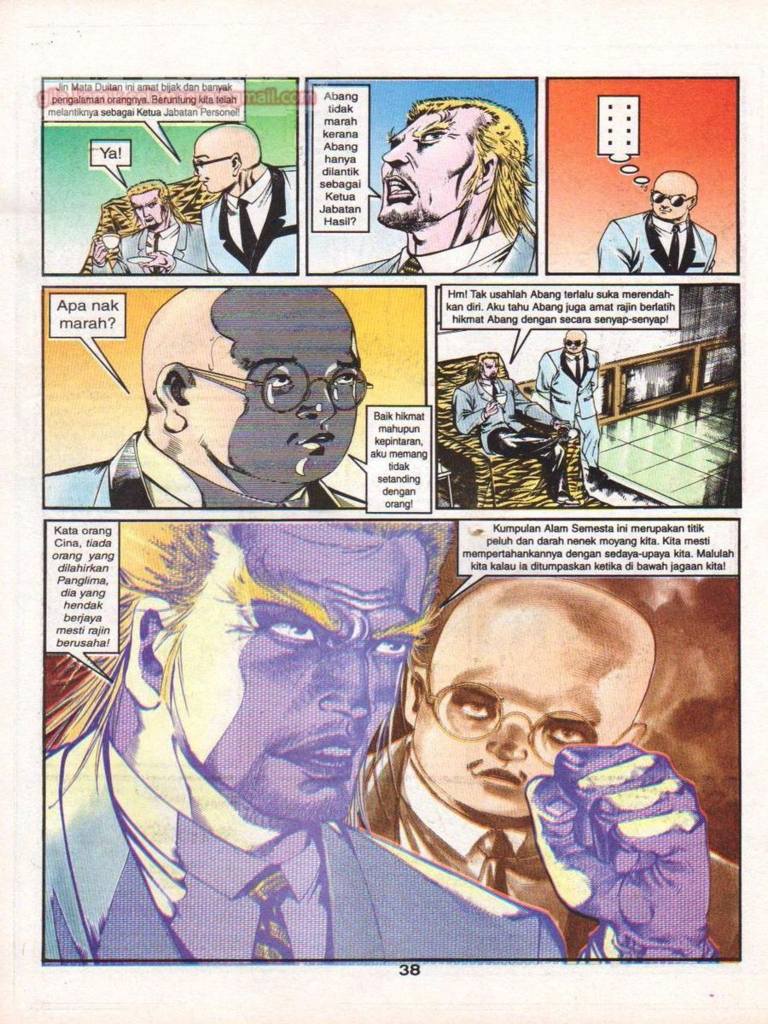 Jin Mata Duitan ini amat bijak dan banyak
pengalaman orangnya. Beruntung kita telah
melantiknya sebagai Ketua Jabatan Personel!
Ya!
Abang
tidak
marah
kerana
Abang
hanya
dilantik
sebagai
Ketua
Jabatan
Hasil?
Apa nak
marah?
Baik hikmat
mahupun
kepintaran,
aku memang
tidak
setanding
dengan
orang!
Hm! Tak usahlah Abang terlalu suka merendah-
kan diri. Aku tahu Abang juga amat rajin berlatih
hikmat Abang dengan secara senyap-senyap!
Kata orang
Cina, tiada
orang yang
dilahirkan
Panglima,
dia yang
hendak
berjaya
mesti rajin
berusaha!
Kumpulan Alam Semesta ini merupakan titik
peluh dan darah nenek moyang kita. Kita mesti
mempertahankannya dengan sedaya-upaya kita. Malulah
kita kalau ia ditumpaskan ketika di bawah jagaan kita!
38